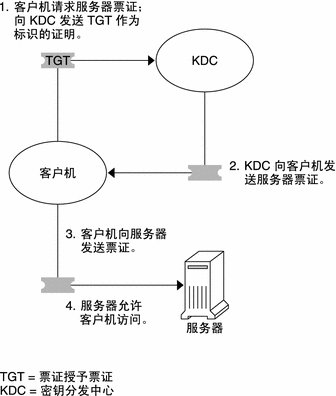 1. 客户机请求服务器票证;
向 KDC 发送 TGT 作为
标识的证明。
TGT
KDC
客户机
2. KDC 向客户机发
送服务器票证。
3. 客户机向服务器
发送票证。
4. 服务器允许
客户机访问。
服务器
TGT = 票证授予票证
KDC = 密钥分发中心